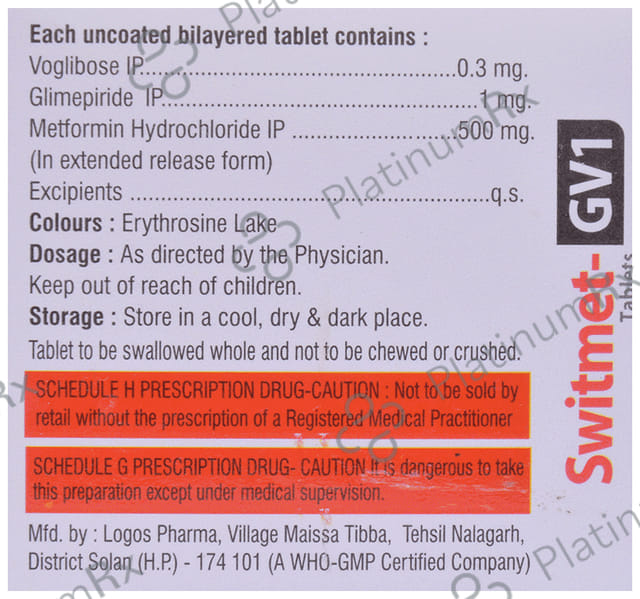 Each uncoated bilayered tablet contains :
Voglibose IP................................................0.3 mg.
Glimepiride IP................................................1 mg.
Metformin Hydrochloride IP .........................500 mg.
(In extended release form)
Excipients ......................................................q.s.
Colours : Erythrosine Lake
Dosage : As directed by the Physician.
Keep out of reach of children.
Storage : Store in a cool, dry & dark place.
Tablet to be swallowed whole and not to be chewed or crushed.
SCHEDULE H PRESCRIPTION DRUG-CAUTION : Not to be sold by
retail without the prescription of a Registered Medical Practitioner
SCHEDULE G PRESCRIPTION DRUG- CAUTION It is dangerous to take
this preparation except under medical supervision.
Mfd. by : Logos Pharma, Village Maissa Tibba, Tehsil Nalagarh,
District Solan (H.P.) - 174 101 (A WHO-GMP Certified Company)
Switmet-GV1
Tablets
PlatinumRx
PlatinumRx
PlatinumRx
PlatinumRx